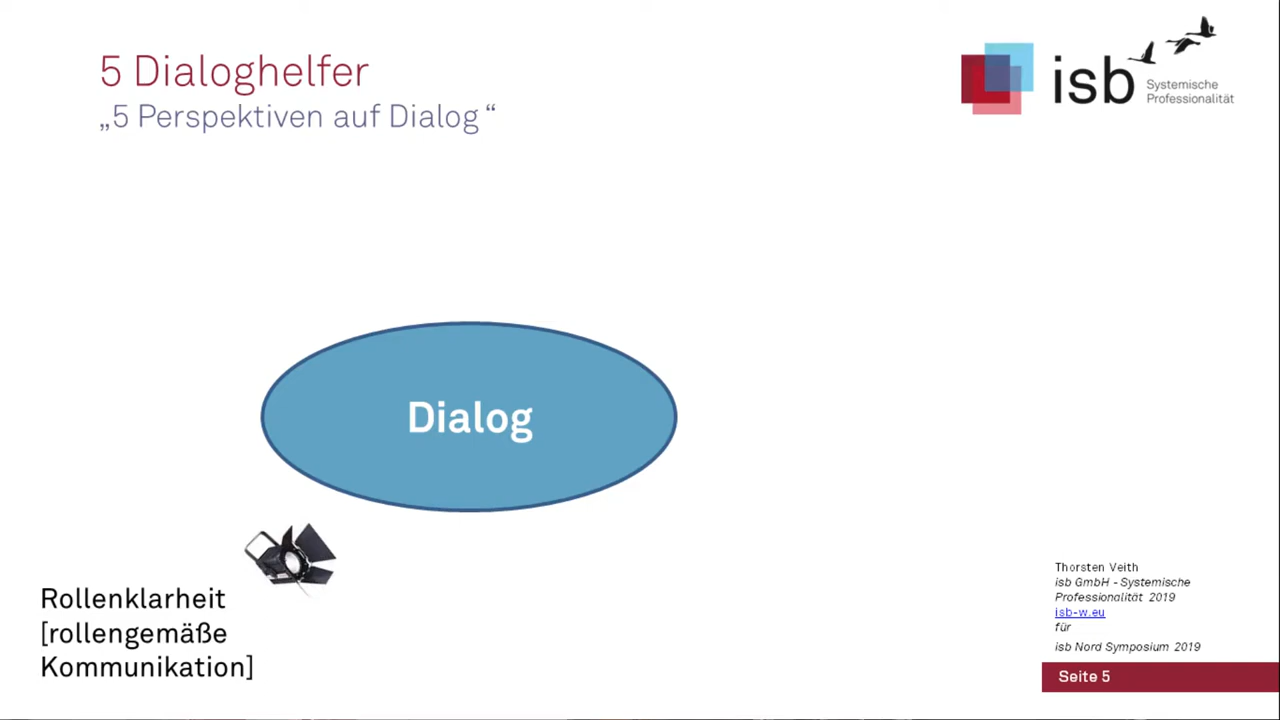 5 Dialoghelfer
„5 Perspektiven auf Dialog “
isb
Systemische
Professionalität
Dialog
Rollenklarheit
[rollengemäße
Kommunikation]
Thorsten Veith
isb GmbH - Systemische
Professionalität 2019
isb-w.eu
für
isb Nord Symposium 2019
Seite 5